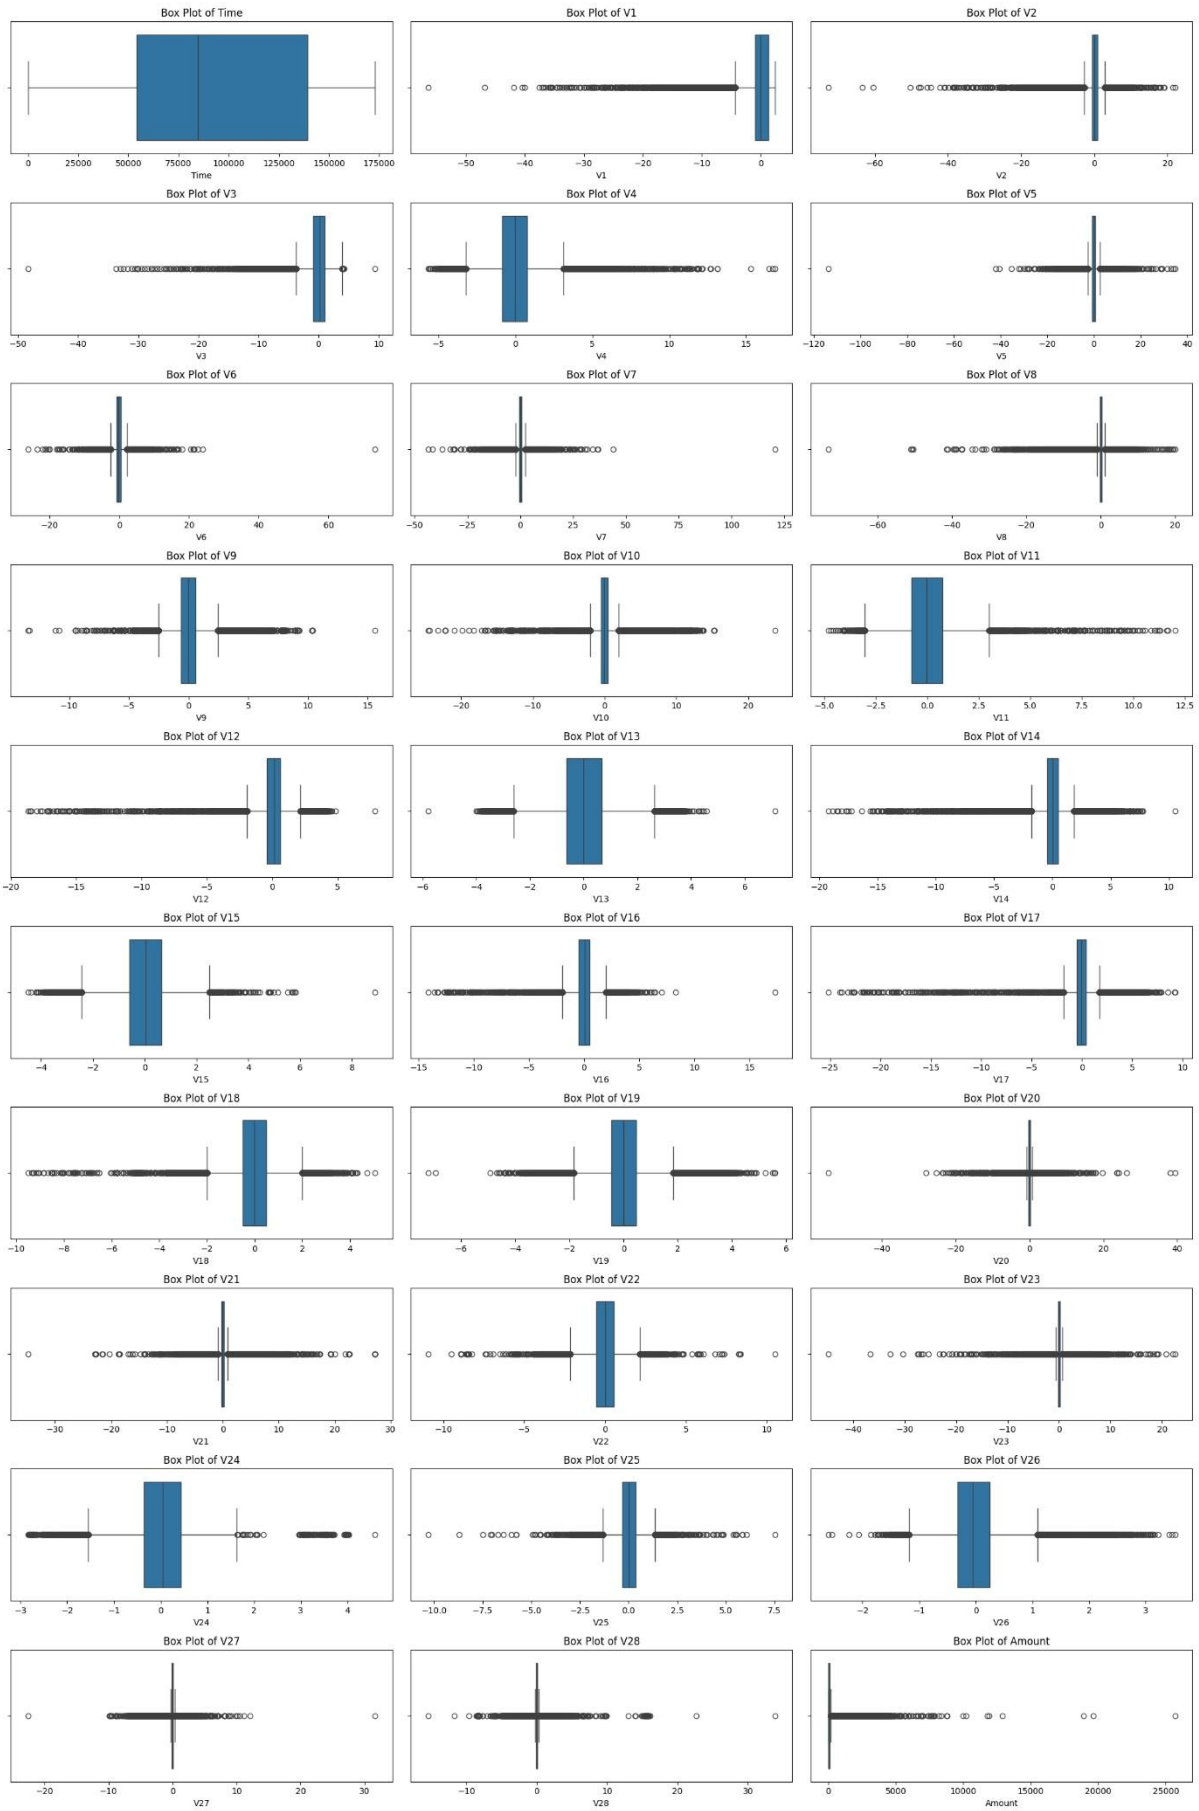 Box Plot of Time
0 25000 50000 75000 100000 125000 150000 175000
Time
Box Plot of V1
−50 −40 −30 −20 −10 0
V1
Box Plot of V2
−60 −40 −20 0 20
V2
Box Plot of V3
−50 −40 −30 −20 −10 0 10
V3
Box Plot of V4
−5 0 5 10 15
V4
Box Plot of V5
−120 −100 −80 −60 −40 −20 0 20 40
V5
Box Plot of V6
−20 0 20 40 60
V6
Box Plot of V7
−50 −25 0 25 50 75 100 125
V7
Box Plot of V8
−60 −40 −20 0 20
V8
Box Plot of V9
−10 −5 0 5 10 15
V9
Box Plot of V10
−20 −10 0 10 20
V10
Box Plot of V11
−5.0 −2.5 0.0 2.5 5.0 7.5 10.0 12.5
V11
Box Plot of V12
−20 −15 −10 −5 0 5
V12
Box Plot of V13
−6 −4 −2 0 2 4 6
V13
Box Plot of V14
−20 −15 −10 −5 0 5 10
V14
Box Plot of V15
−4 −2 0 2 4 6 8
V15
Box Plot of V16
−15 −10 −5 0 5 10 15
V16
Box Plot of V17
−25 −20 −15 −10 −5 0 5 10
V17
Box Plot of V18
−10 −8 −6 −4 −2 0 2 4
V18
Box Plot of V19
−6 −4 −2 0 2 4 6
V19
Box Plot of V20
−40 −20 0 20 40
V20
Box Plot of V21
−30 −20 −10 0 10 20 30
V21
Box Plot of V22
−10 −5 0 5 10
V22
Box Plot of V23
−40 −30 −20 −10 0 10 20
V23
Box Plot of V24
−3 −2 −1 0 1 2 3 4
V24
Box Plot of V25
−10.0 −7.5 −5.0 −2.5 0.0 2.5 5.0 7.5
V25
Box Plot of V26
−2 −1 0 1 2 3
V26
Box Plot of V27
−20 −10 0 10 20 30
V27
Box Plot of V28
−10 0 10 20 30
V28
Box Plot of Amount
0 5000 10000 15000 20000 25000
Amount